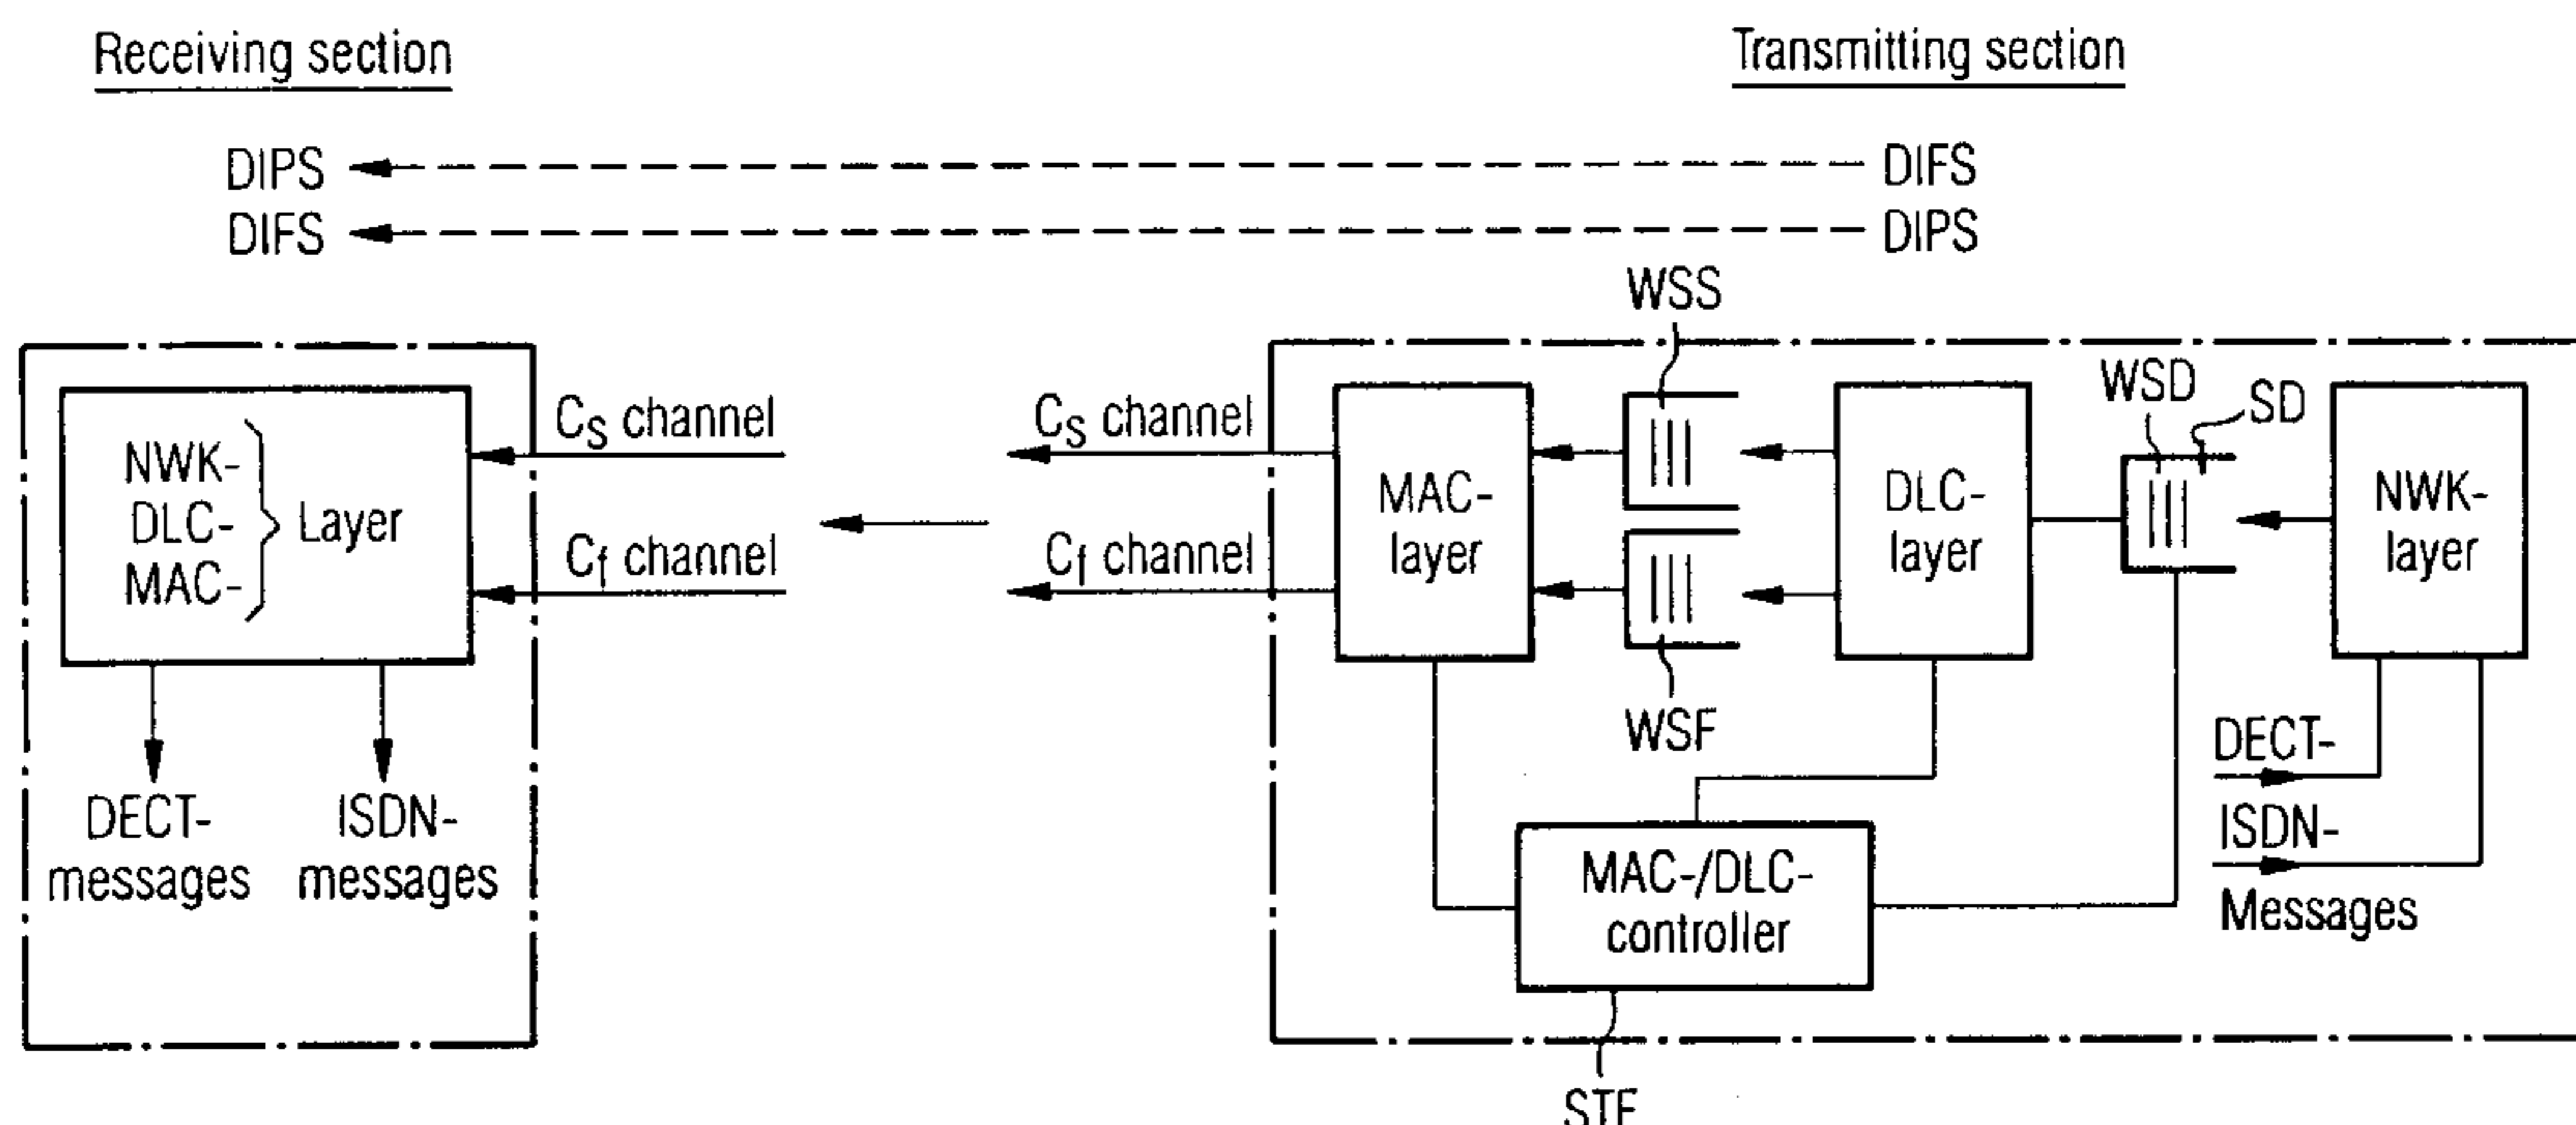 Receiving section
Transmitting section
DIPS
DIFS
DIFS
DIPS
WSS
WSD
SD
NWK-
DLC-
MAC-
Layer
Cs channel
Cf channel
Cs channel
Cf channel
MAC-
layer
DLC-
layer
NWK-
layer
WSF
DECT-
messages
ISDN-
messages
MAC-/DLC-
controller
DECT-
ISDN-
Messages